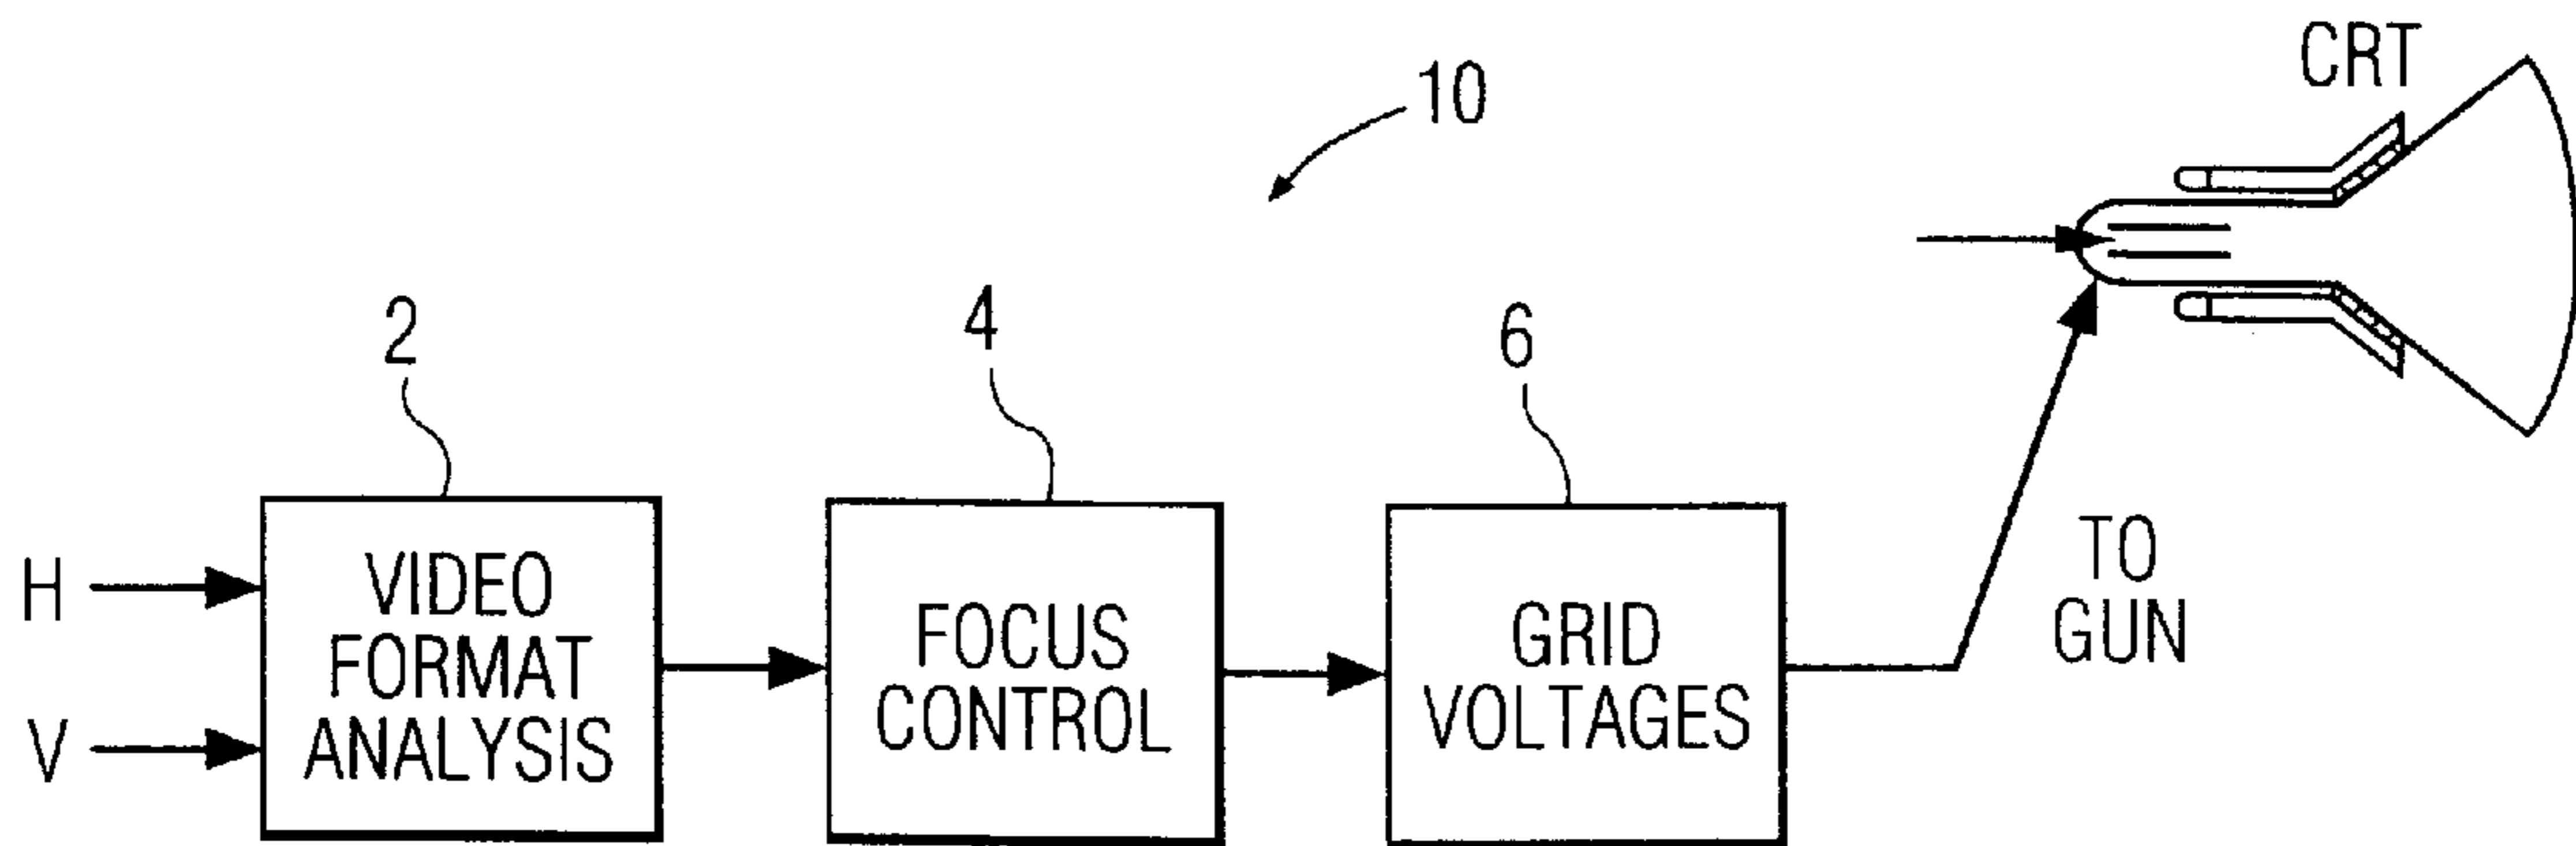 CRT
10
2
4
6
H
V
VIDEO
FORMAT
ANALYSIS
FOCUS
CONTROL
GRID
VOLTAGES
TO
GUN